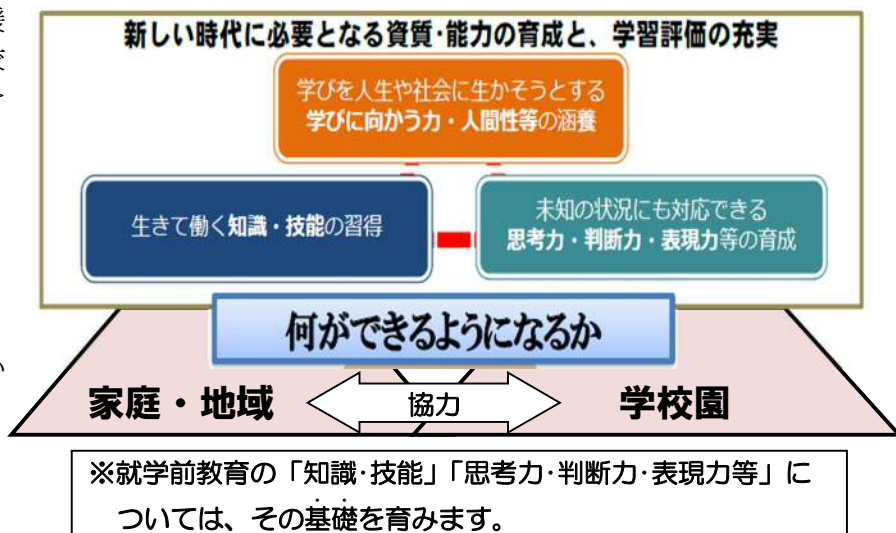 新しい時代に必要となる資質・能力の育成と、学習評価の充実
学びを人生や社会に生かそうとする
学びに向かう力・人間性等の涵養
生きて働く知識・技能の習得
未知の状況にも対応できる
思考力・判断力・表現力等の育成
何ができるようになるか
家庭・地域
協力
学校園
※就学前教育の「知識・技能」「思考力・判断力・表現力等」に
ついては、その基礎を育みます。